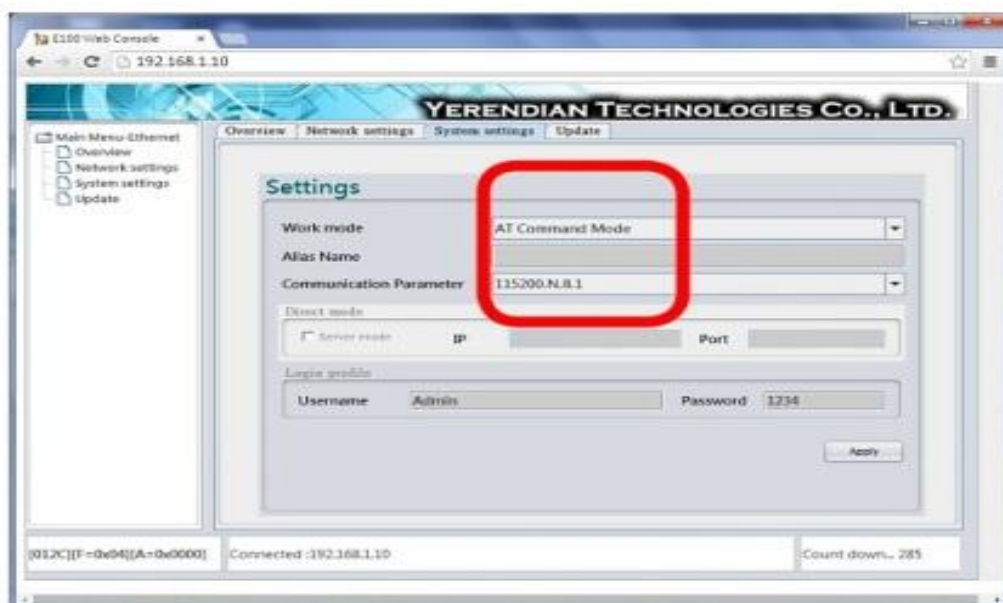 E100 Web Console
192.168.1.10
YERENDIAN TECHNOLOGIES CO., LTD.
Main Menu-Ethernet
Overview
Network settings
System settings
Update
Overview Network settings System settings Update
Settings
Work mode AT Command Mode
Alias Name
Communication Parameter 115200.N.8.1
Direct mode
Server mode IP Port
Login profile
Username Admin Password 1234
Apply
[012C][F=0x04][A=0x0000] Connected :192.168.1.10 Count down... 285